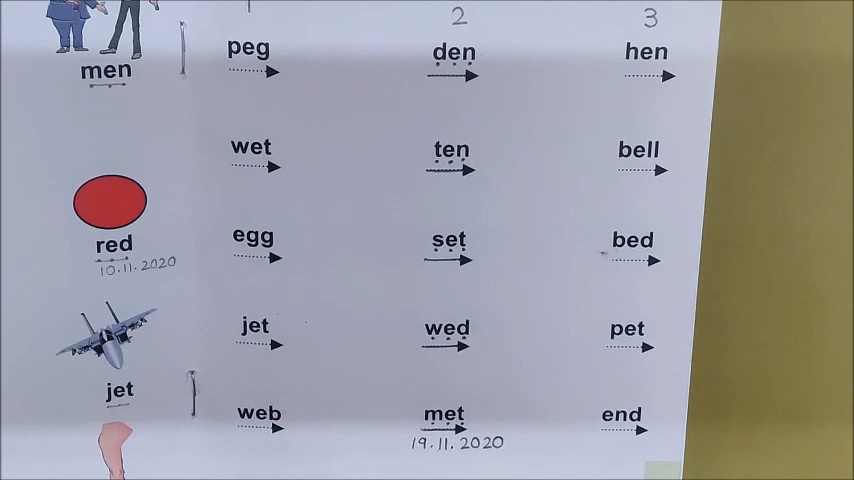 1 2 3
men peg den hen
wet ten bell
red egg set bed
10.11.2020
jet wed pet
jet
web met end
19.11.2020